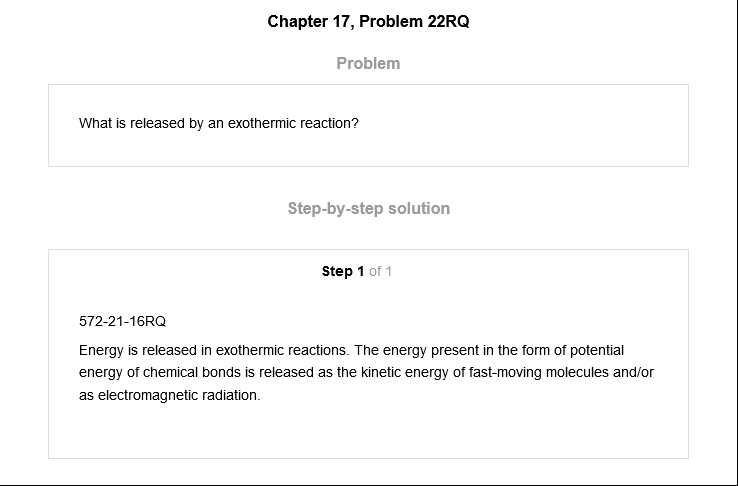 Chapter 17, Problem 22RQ
Problem
What is released by an exothermic reaction?
Step-by-step solution
Step 1 of 1
572-21-16RQ
Energy is released in exothermic reactions. The energy present in the form of potential
energy of chemical bonds is released as the kinetic energy of fast-moving molecules and/or
as electromagnetic radiation.